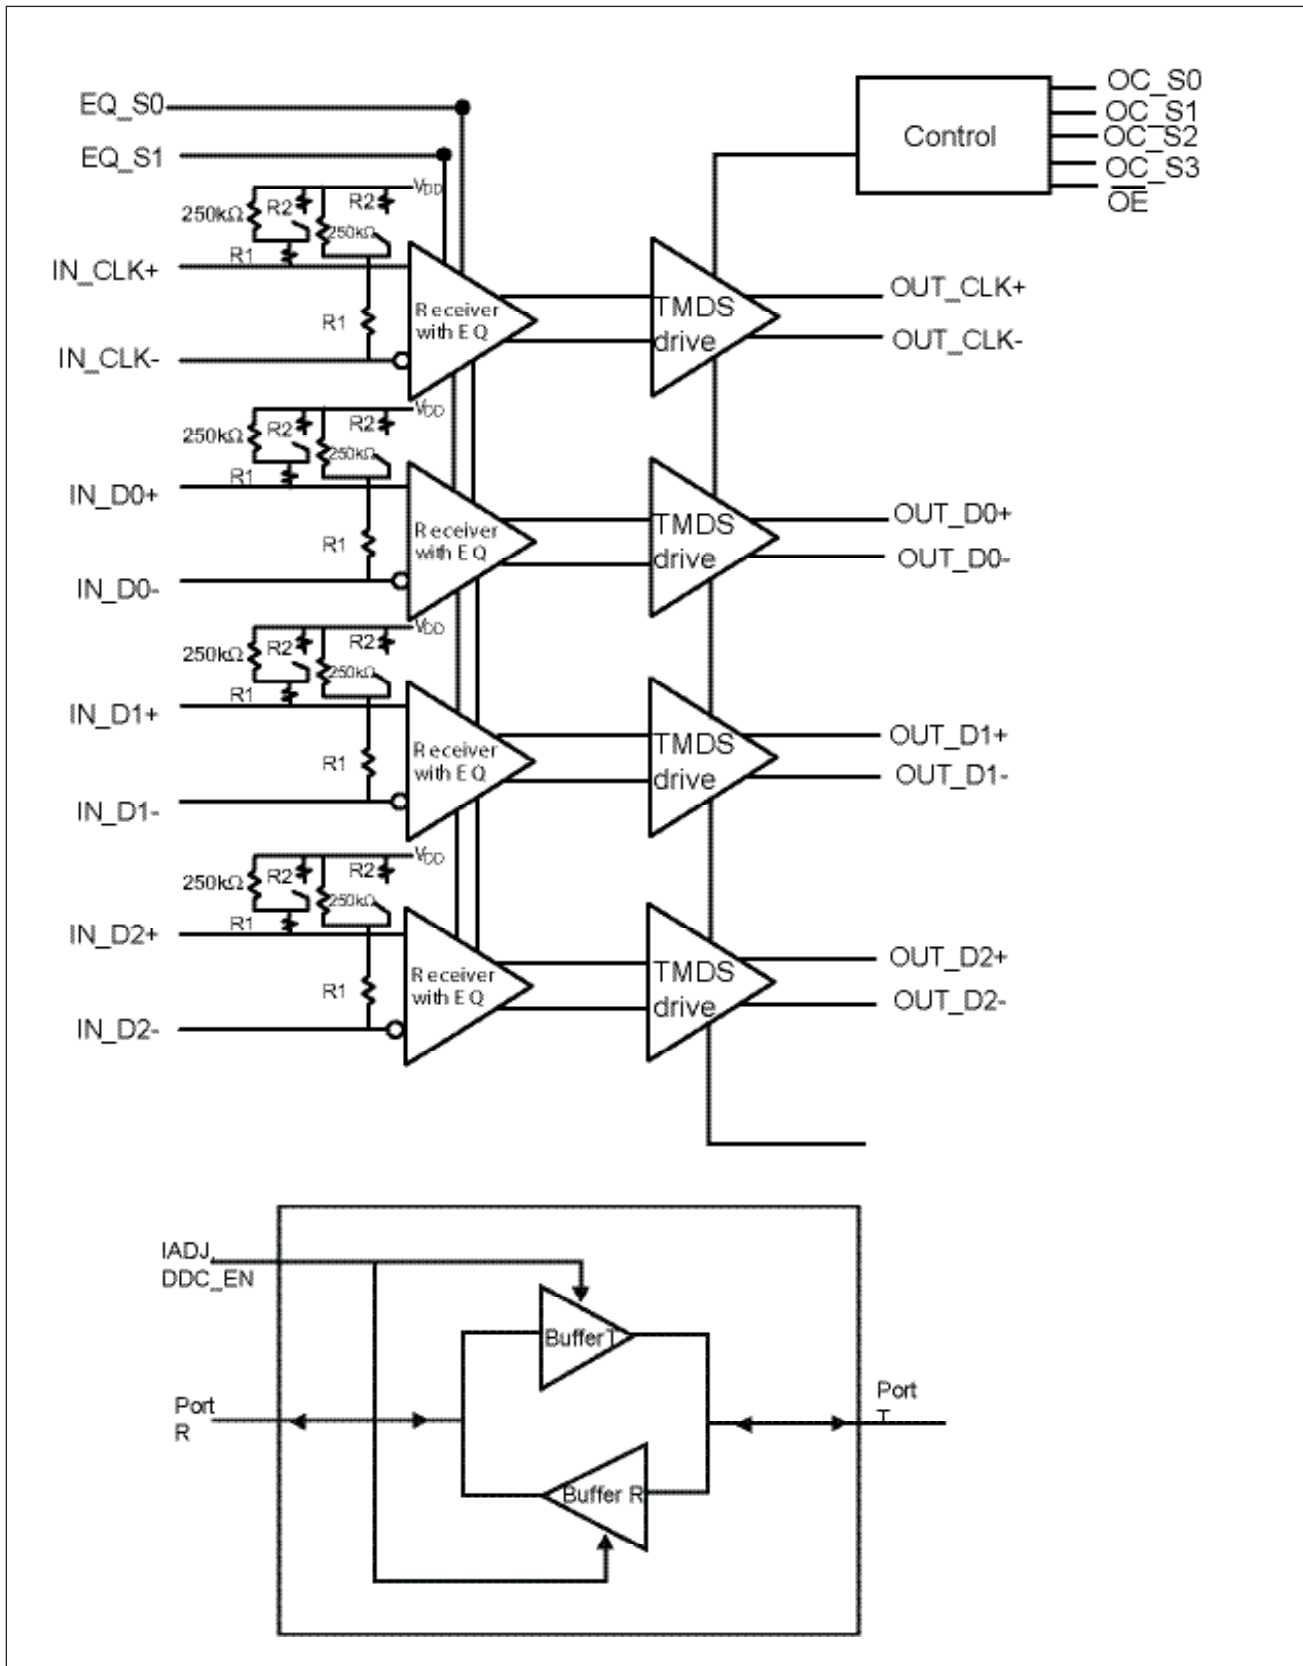 EQ_S0
EQ_S1
OC_S0
OC_S1
OC_S2
OC_S3
OE
Control
VDD
250kΩ
R2
R2
250kΩ
R1
IN_CLK+
R1
IN_CLK-
Receiver
with EQ
TMDS
drive
OUT_CLK+
OUT_CLK-
VDD
250kΩ
R2
R2
250kΩ
R1
IN_D0+
R1
IN_D0-
Receiver
with EQ
TMDS
drive
OUT_D0+
OUT_D0-
VDD
250kΩ
R2
R2
250kΩ
R1
IN_D1+
R1
IN_D1-
Receiver
with EQ
TMDS
drive
OUT_D1+
OUT_D1-
VDD
250kΩ
R2
R2
250kΩ
R1
IN_D2+
R1
IN_D2-
Receiver
with EQ
TMDS
drive
OUT_D2+
OUT_D2-
IADJ,
DDC_EN
Buffer T
Port
R
Port
T
Buffer R